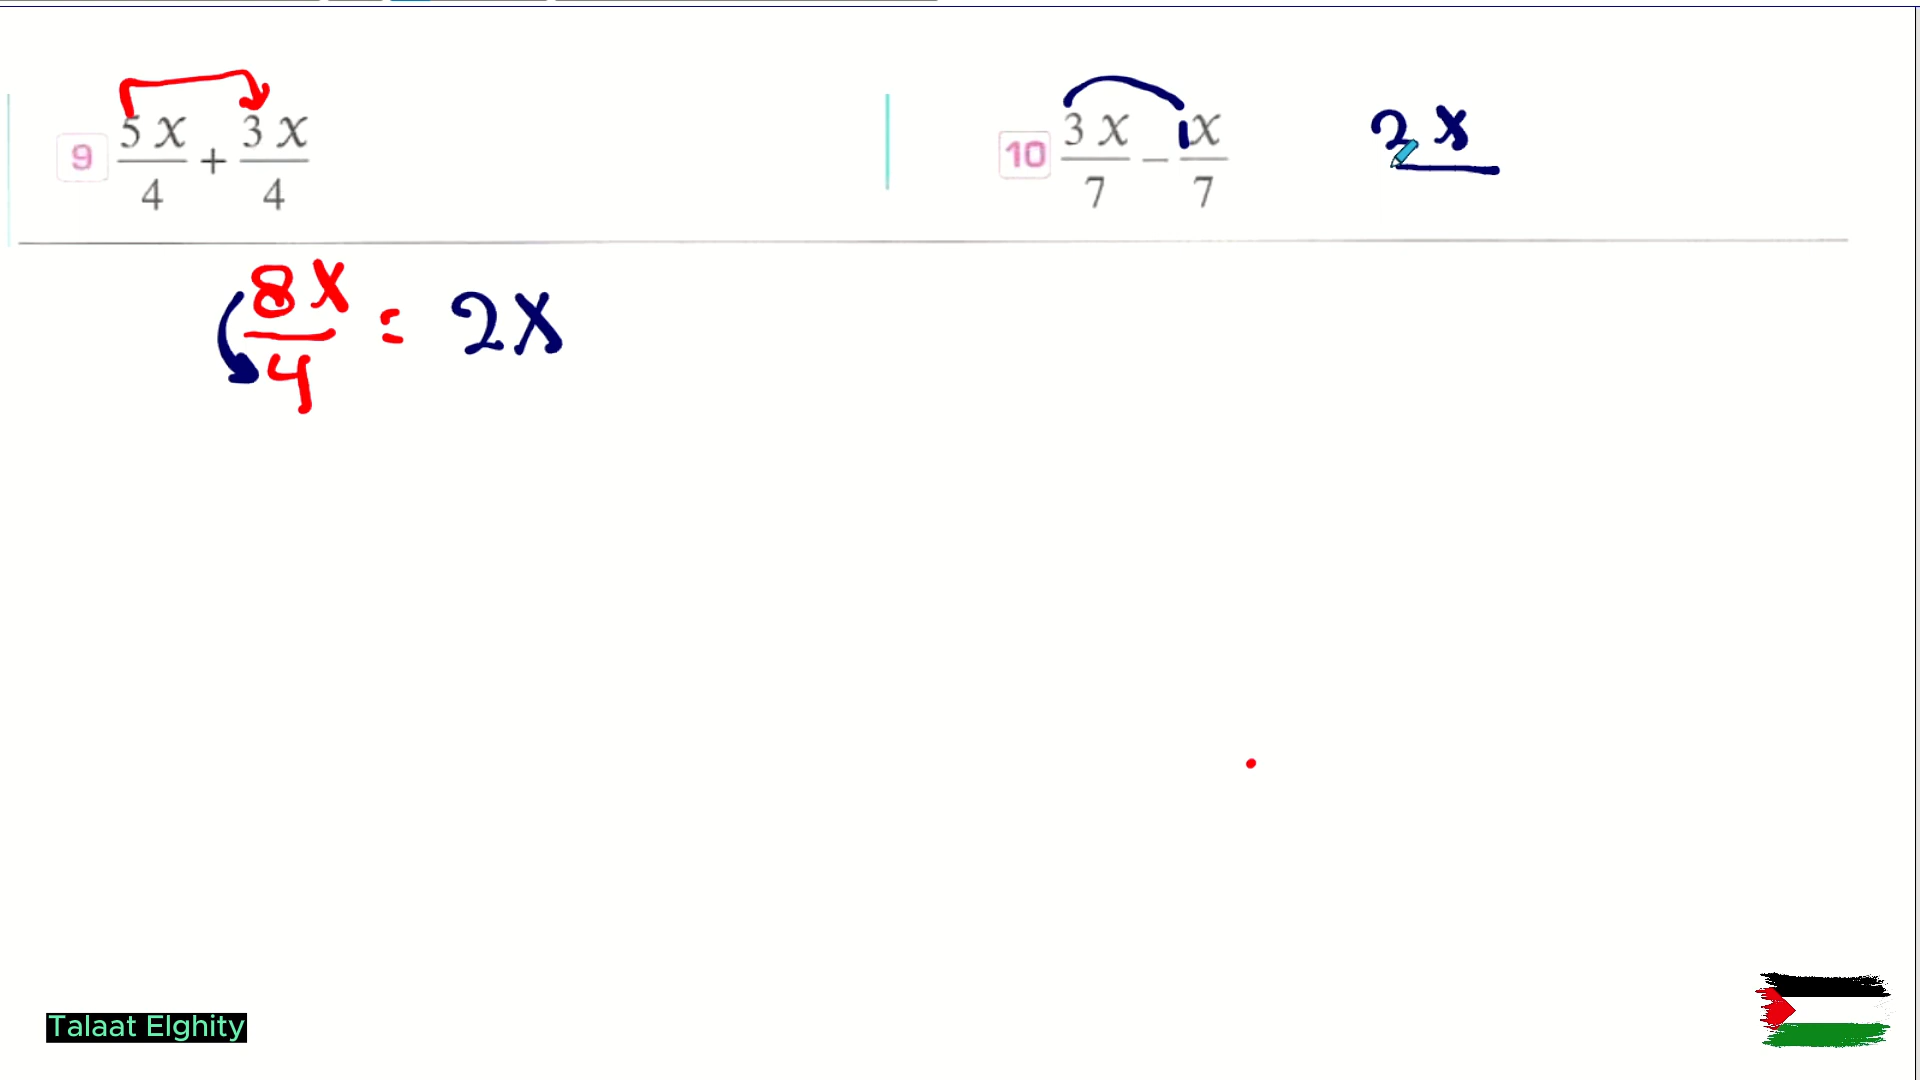 9 5x/4 + 3x/4
8x/4 = 2x
10 3x/7 - 1x/7 2x
Talaat Elghity